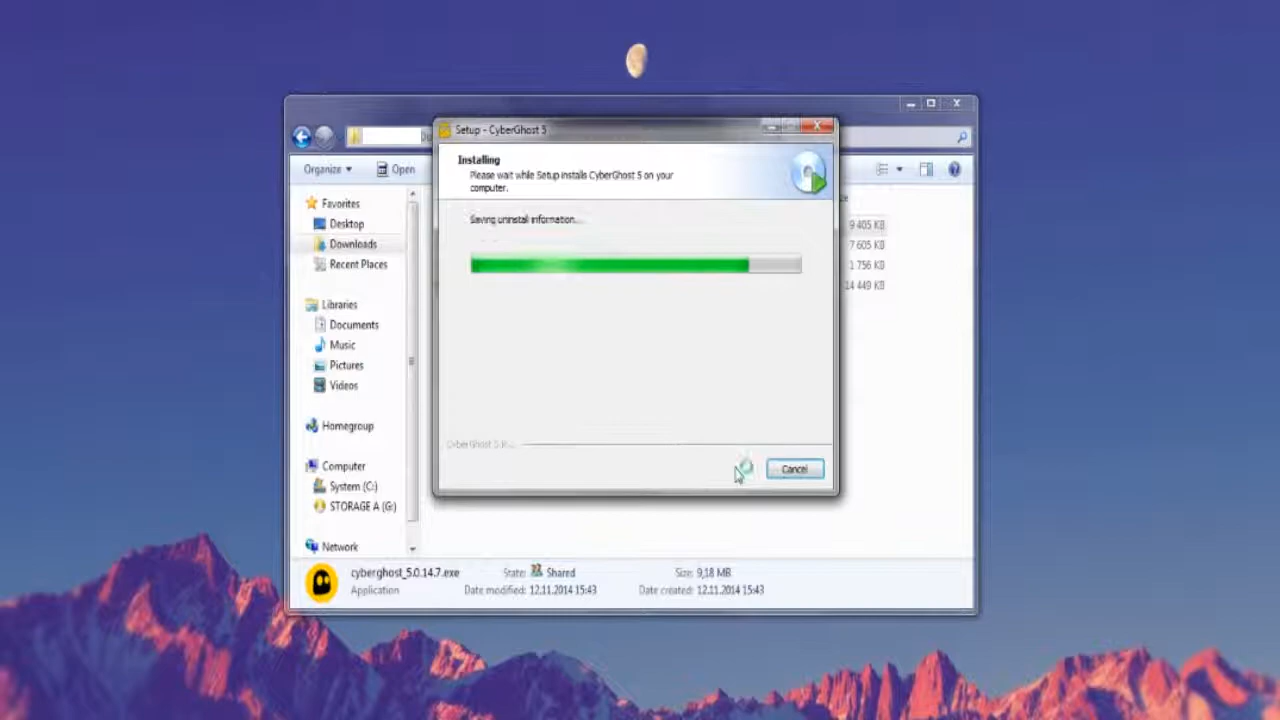 Setup - CyberGhost 5
Installing
Please wait while Setup installs CyberGhost 5 on your
computer.
Saving uninstall information...
Cancel
Organize
Open
Favorites
Desktop
Downloads
Recent Places
Libraries
Documents
Music
Pictures
Videos
Homegroup
Computer
System (C:)
STORAGE A (G:)
Network
9 405 KB
7 605 KB
1 756 KB
14 449 KB
cyberghost_5.0.14.7.exe State: Shared Size: 9,18 MB
Application Date modified: 12.11.2014 15:43 Date created: 12.11.2014 15:43